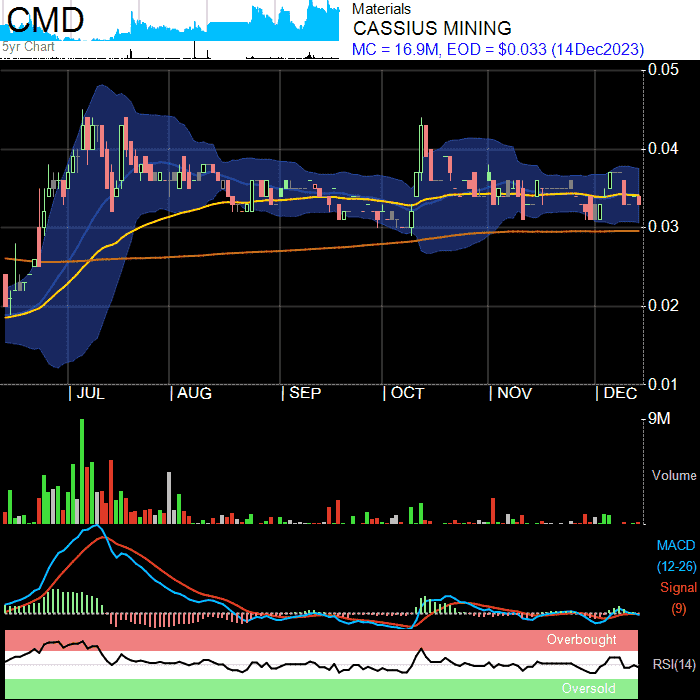 CMD
5yr Chart
Materials
CASSIUS MINING
MC = 16.9M, EOD = $0.033 (14Dec2023)
0.05
0.04
0.03
0.02
0.01
JUL AUG SEP OCT NOV DEC
9M
Volume
MACD
(12-26)
Signal
(9)
Overbought
RSI(14)
Oversold